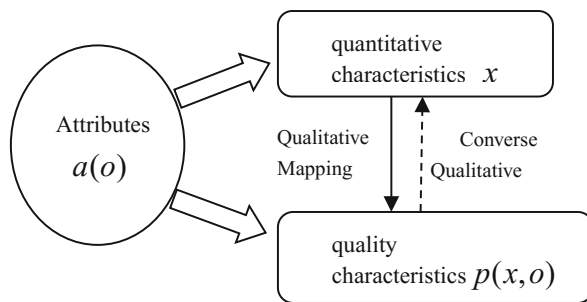 quantitative
characteristics x
Attributes
a(o)
Qualitative
Mapping
Converse
Qualitative
quality
characteristics p(x,o)